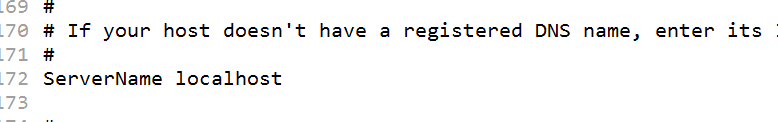 169 #
170 # If your host doesn't have a registered DNS name, enter its
171 #
172 ServerName localhost
173